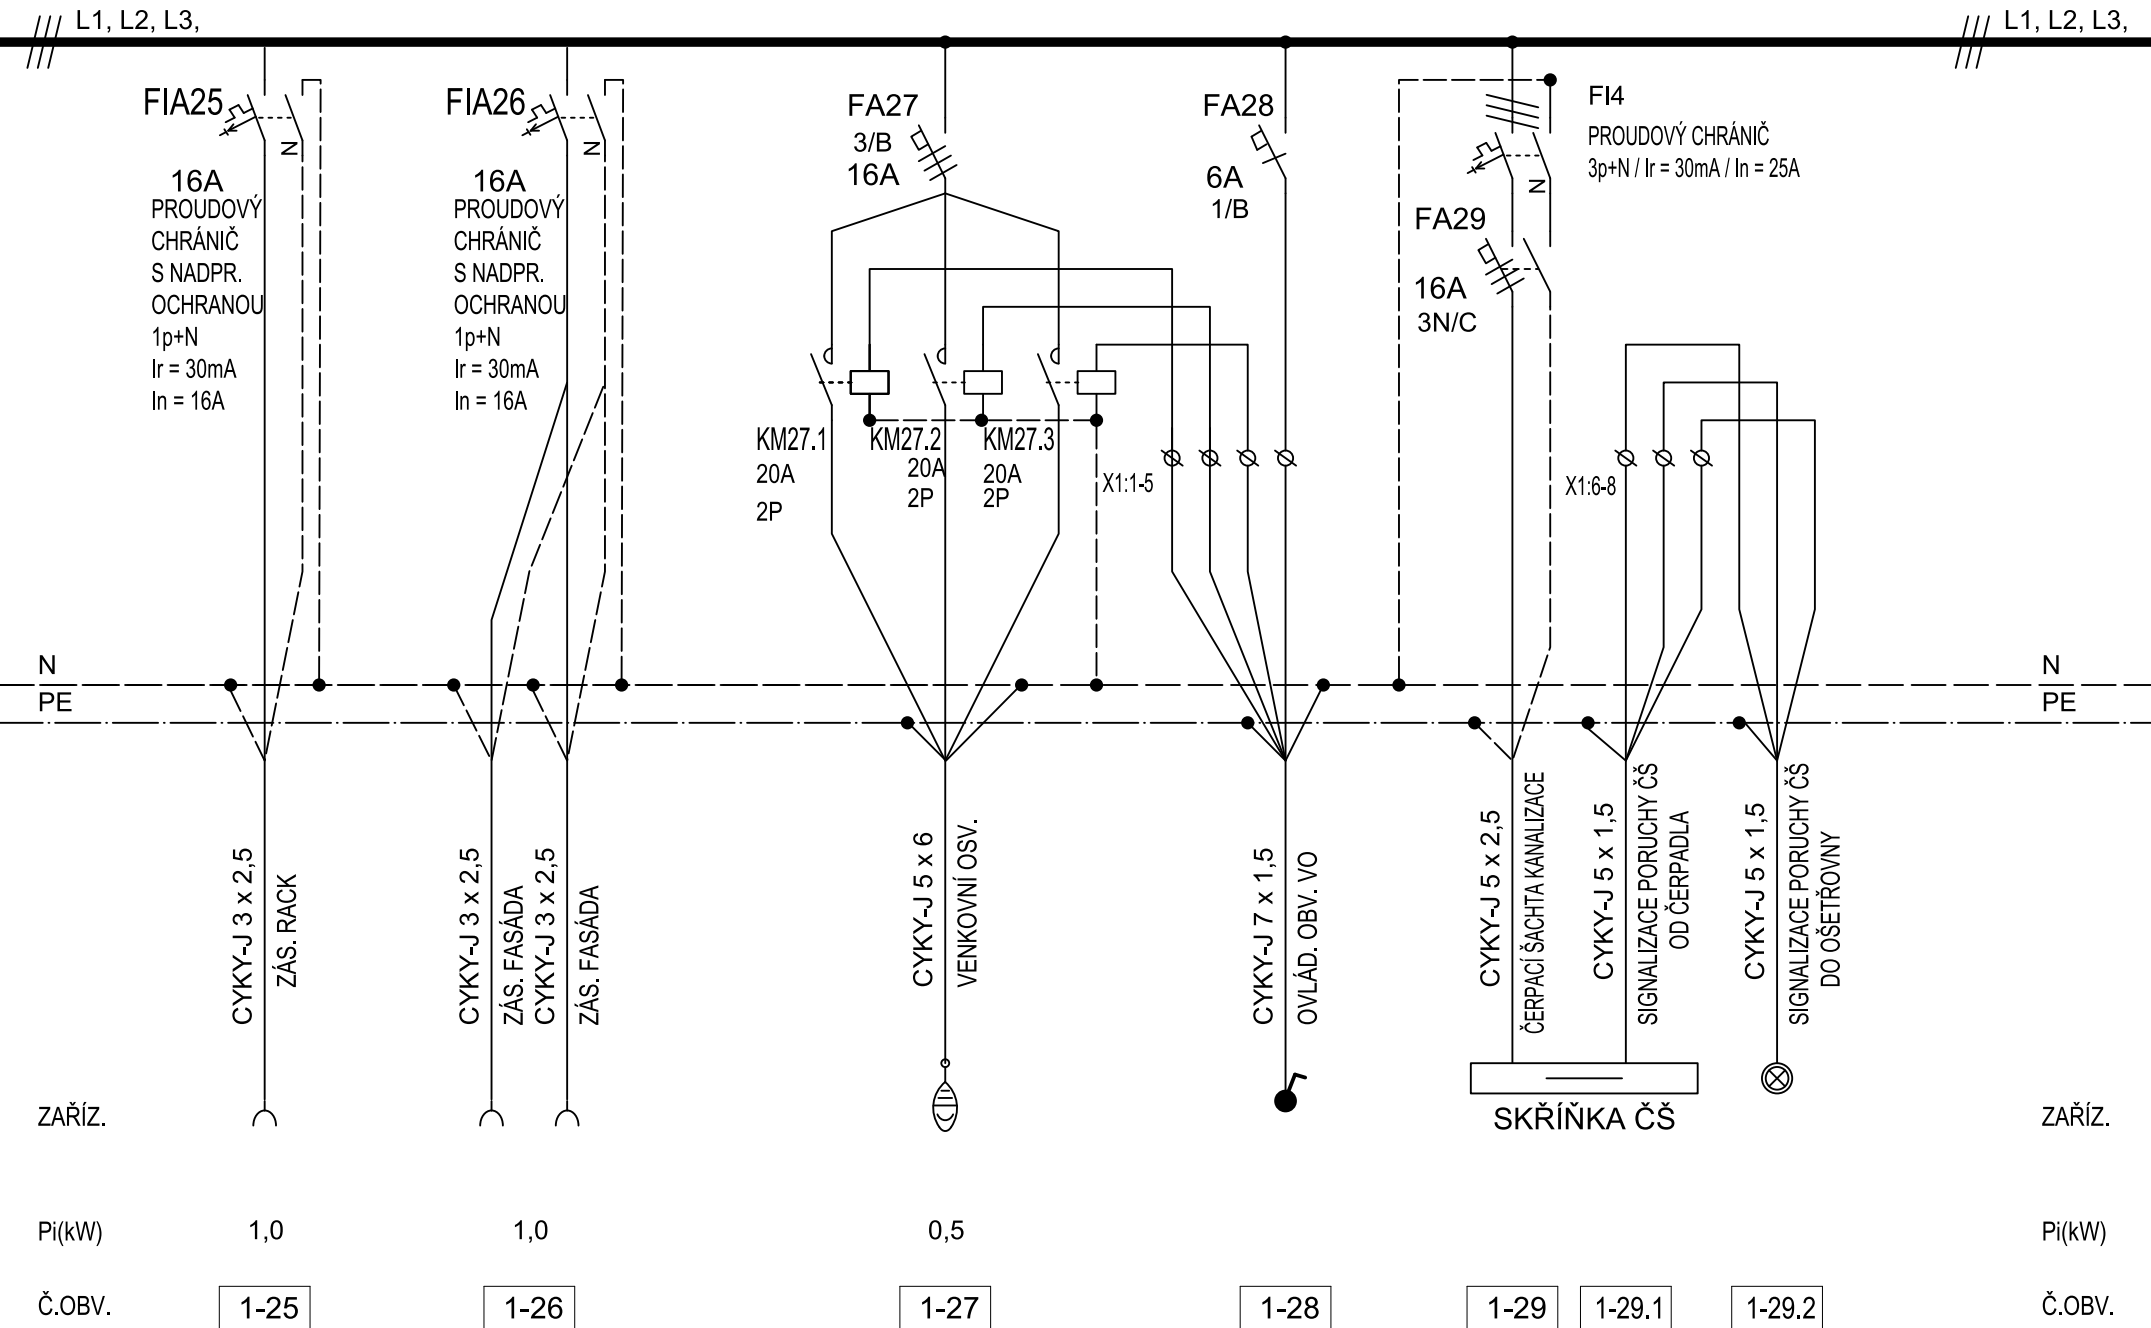 L1, L2, L3,
L1, L2, L3,
FIA25
N
16A
PROUDOVÝ
CHRÁNIČ
S NADPR.
OCHRANOU
1p+N
Ir = 30mA
In = 16A
FIA26
N
16A
PROUDOVÝ
CHRÁNIČ
S NADPR.
OCHRANOU
1p+N
Ir = 30mA
In = 16A
FA27
3/B
16A
FA28
6A
1/B
FI4
PROUDOVÝ CHRÁNIČ
3p+N / Ir = 30mA / In = 25A
N
FA29
16A
3N/C
KM27.1
20A
2P
KM27.2
20A
2P
KM27.3
20A
2P
X1:1-5
X1:6-8
N
PE
N
PE
CYKY-J 3 x 2,5
ZÁS. RACK
CYKY-J 3 x 2,5
ZÁS. FASÁDA
CYKY-J 3 x 2,5
ZÁS. FASÁDA
CYKY-J 5 x 6
VENKOVNÍ OSV.
CYKY-J 7 x 1,5
OVLÁD. OBV. VO
CYKY-J 5 x 2,5
ČERPACÍ ŠACHTA KANALIZACE
CYKY-J 5 x 1,5
SIGNALIZACE PORUCHY ČŠ
OD ČERPADLA
CYKY-J 5 x 1,5
SIGNALIZACE PORUCHY ČŠ
DO OŠETŘOVNY
SKŘÍŇKA ČŠ
ZAŘÍZ.
ZAŘÍZ.
Pi(kW)
1,0
1,0
0,5
Pi(kW)
Č.OBV.
1-25
1-26
1-27
1-28
1-29
1-29.1
1-29.2
Č.OBV.